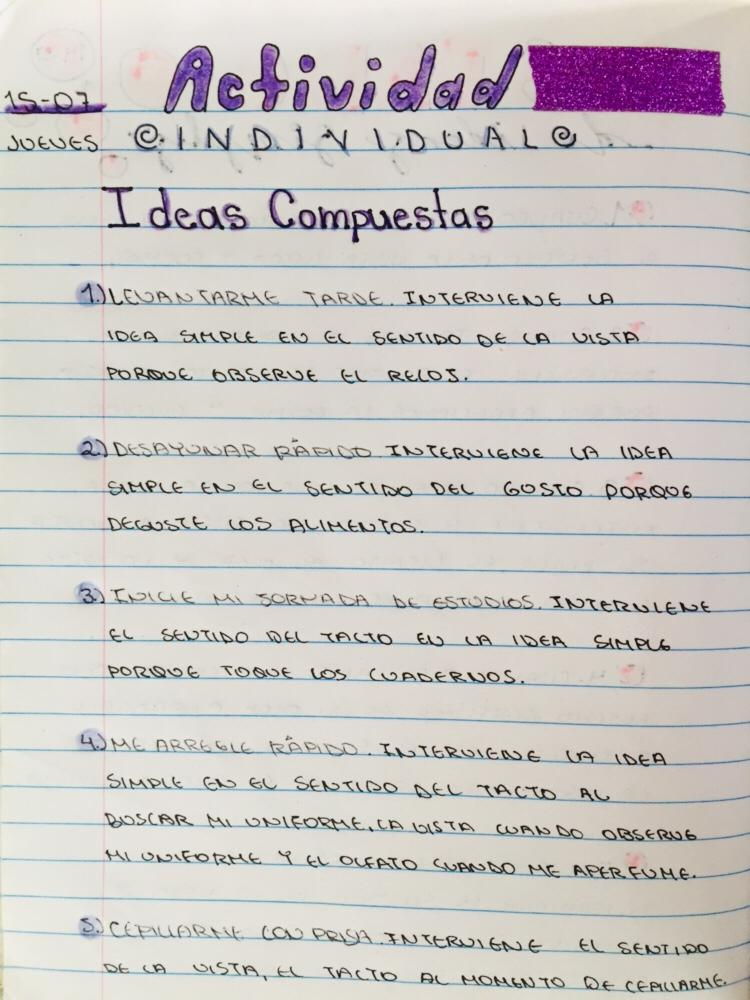 Actividad
15-07
JUEVES
@.I.N.D.I.V.I.D.U.A.L@
Ideas Compuestas
1.) LEVANTARME TARDE. INTERVIENE LA
IDEA SIMPLE EN EL SENTIDO DE LA VISTA
PORQUE OBSERVE EL RELOJ.
2.) DESAYUNAR RÁPIDO. INTERVIENE LA IDEA
SIMPLE EN EL SENTIDO DEL GUSTO PORQUE
DEGUSTE LOS ALIMENTOS.
3.) INICIE MI JORNADA DE ESTUDIOS. INTERVIENE
EL SENTIDO DEL TACTO EN LA IDEA SIMPLE
PORQUE TOQUE LOS CUADERNOS.
4.) ME ARREGLE RÁPIDO. INTERVIENE LA IDEA
SIMPLE EN EL SENTIDO DEL TACTO AL
BUSCAR MI UNIFORME, LA VISTA CUANDO OBSERVE
MI UNIFORME Y EL OLFATO CUANDO ME APERFUME.
5.) CEPILLARME CON PRISA. INTERVIENE EL SENTIDO
DE LA VISTA, EL TACTO AL MOMENTO DE CEPILLARME.